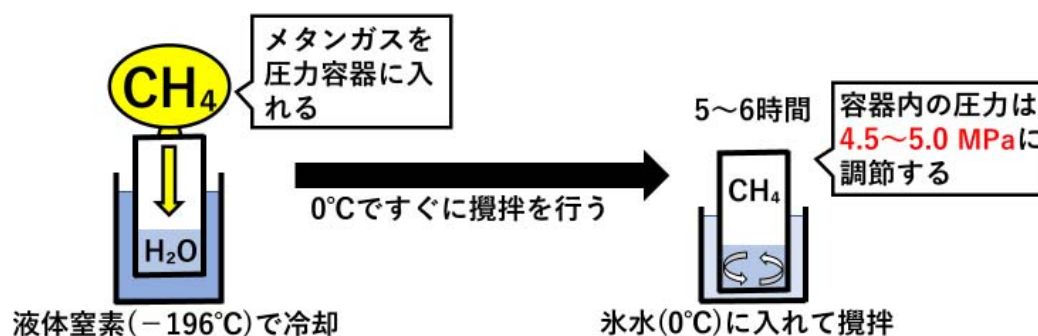 CH₄
メタンガスを
圧力容器に入
れる
H₂O
液体窒素(－196℃)で冷却
0℃ですぐに攪拌を行う
5～6時間
容器内の圧力は
4.5～5.0 MPaに
調節する
CH₄
氷水(0℃)に入れて攪拌